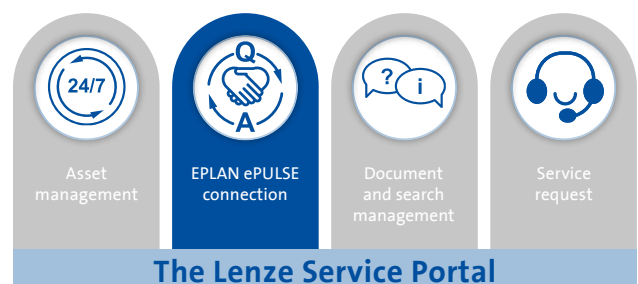 24/7
Q
A
?
i
Asset
management
EPLAN ePULSE
connection
Document
and search
management
Service
request
The Lenze Service Portal